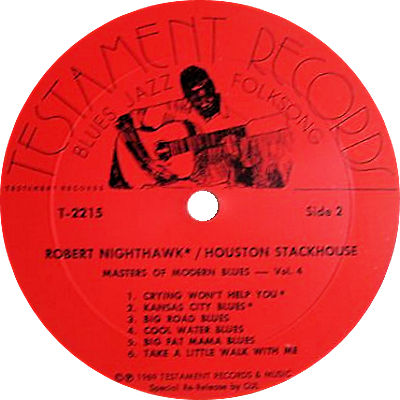 TESTAMENT RECORDS
BLUES JAZZ FOLKSONG
TESTAMENT RECORDS
T-2215 Side 2
ROBERT NIGHTHAWK* / HOUSTON STACKHOUSE
MASTERS OF MODERN BLUES — Vol. 4
1. CRYING WON'T HELP YOU*
2. KANSAS CITY BLUES*
3. BIG ROAD BLUES
4. COOL WATER BLUES
5. BIG FAT MAMA BLUES
6. TAKE A LITTLE WALK WITH ME
©℗ 1969 TESTAMENT RECORDS & MUSIC
Special Re-Release by